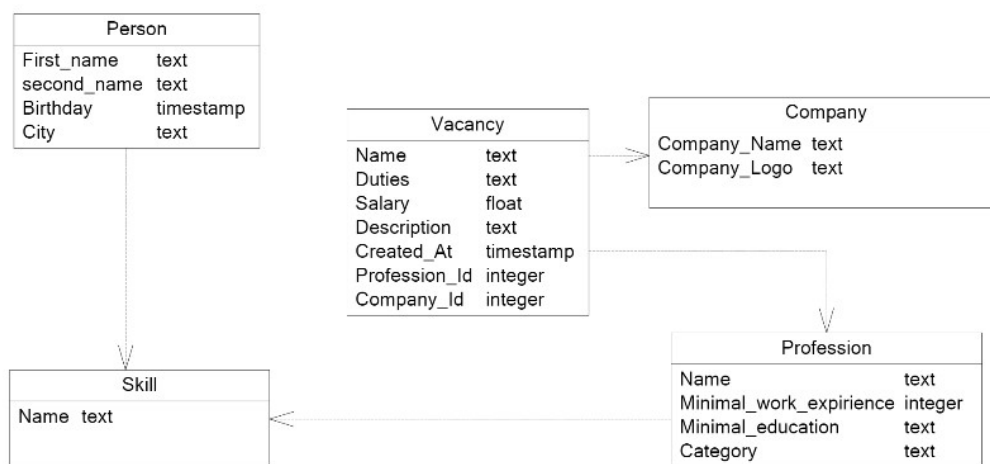 Person
First_name text
second_name text
Birthday timestamp
City text
Vacancy
Name text
Duties text
Salary float
Description text
Created_At timestamp
Profession_Id integer
Company_Id integer
Company
Company_Name text
Company_Logo text
Skill
Name text
Profession
Name text
Minimal_work_expirience integer
Minimal_education text
Category text